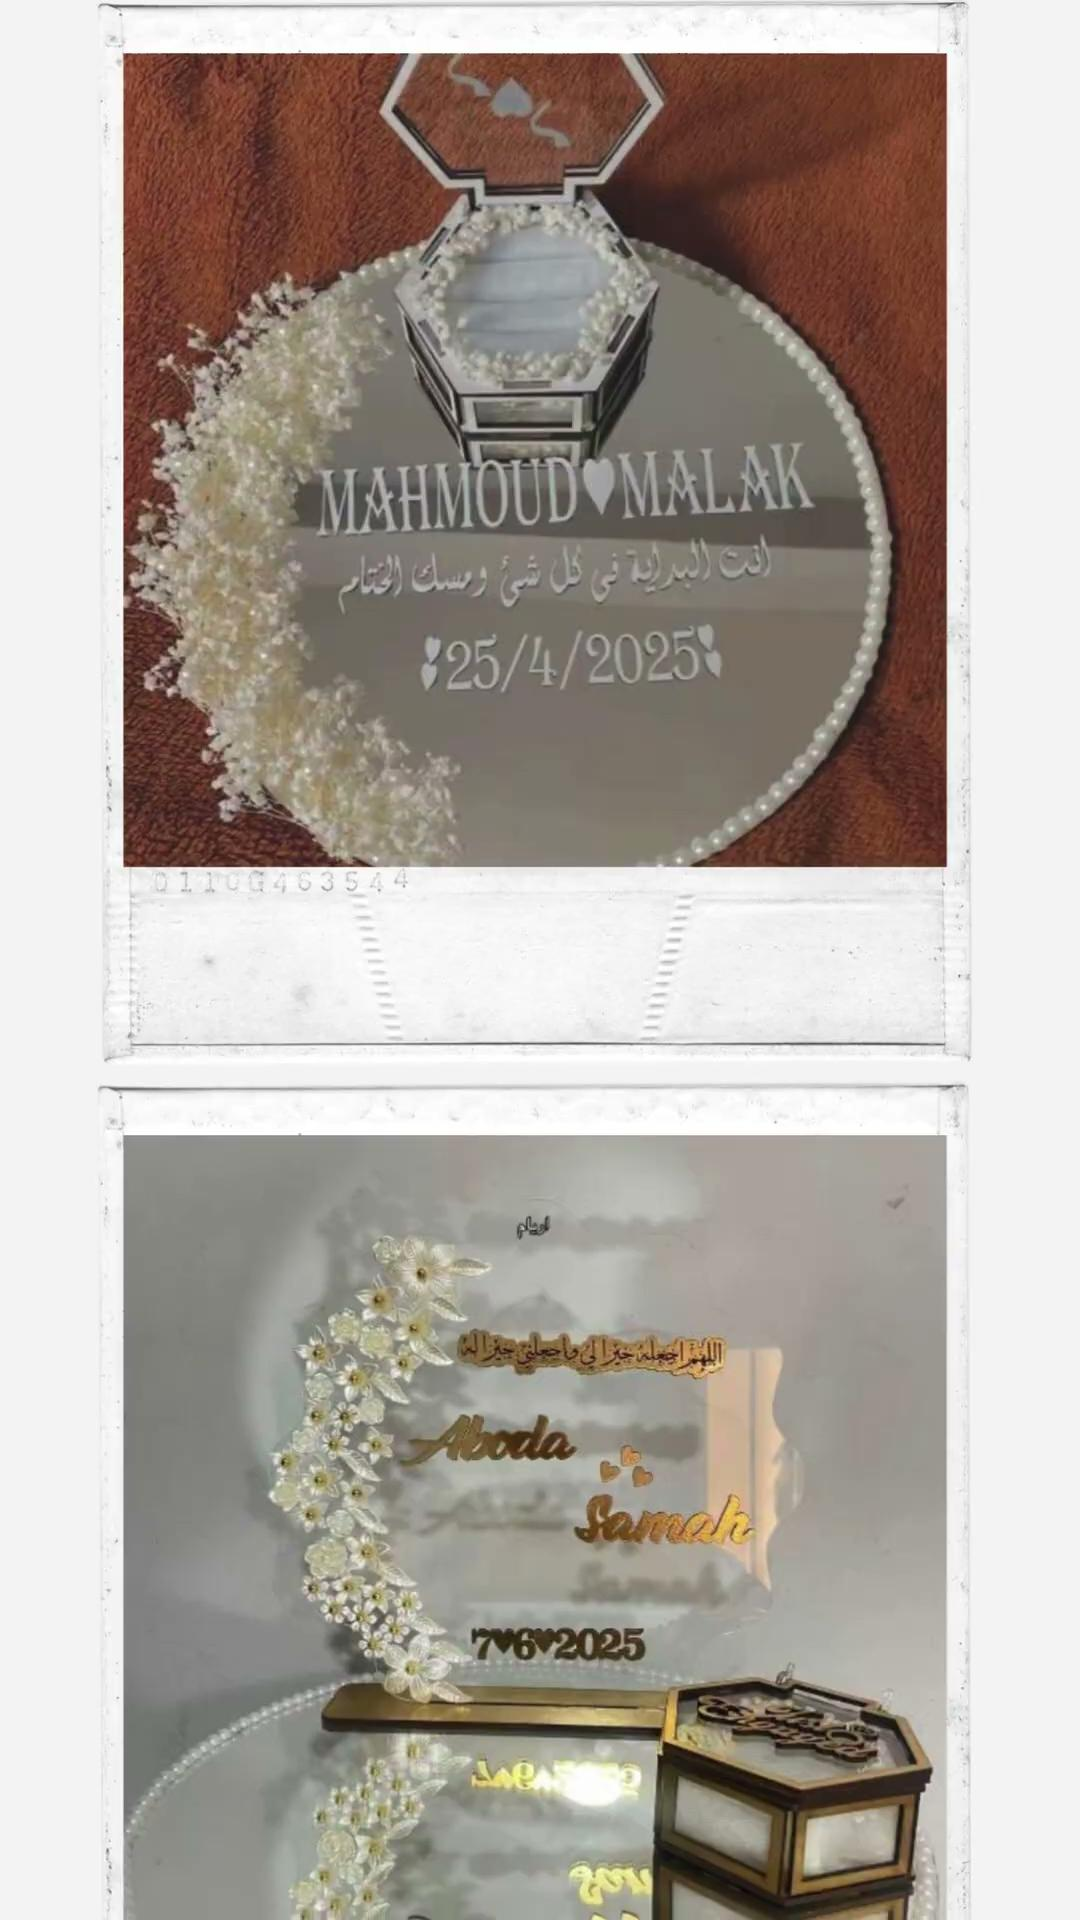 MAHMOUD♥MALAK
انت البداية في كل شئ ومسك الختام
25/4/2025
0110G463544
اريام
اللهم اجعله خيرا لي واجعلني خيرا له
Aboda
Samah
7♥6♥2025